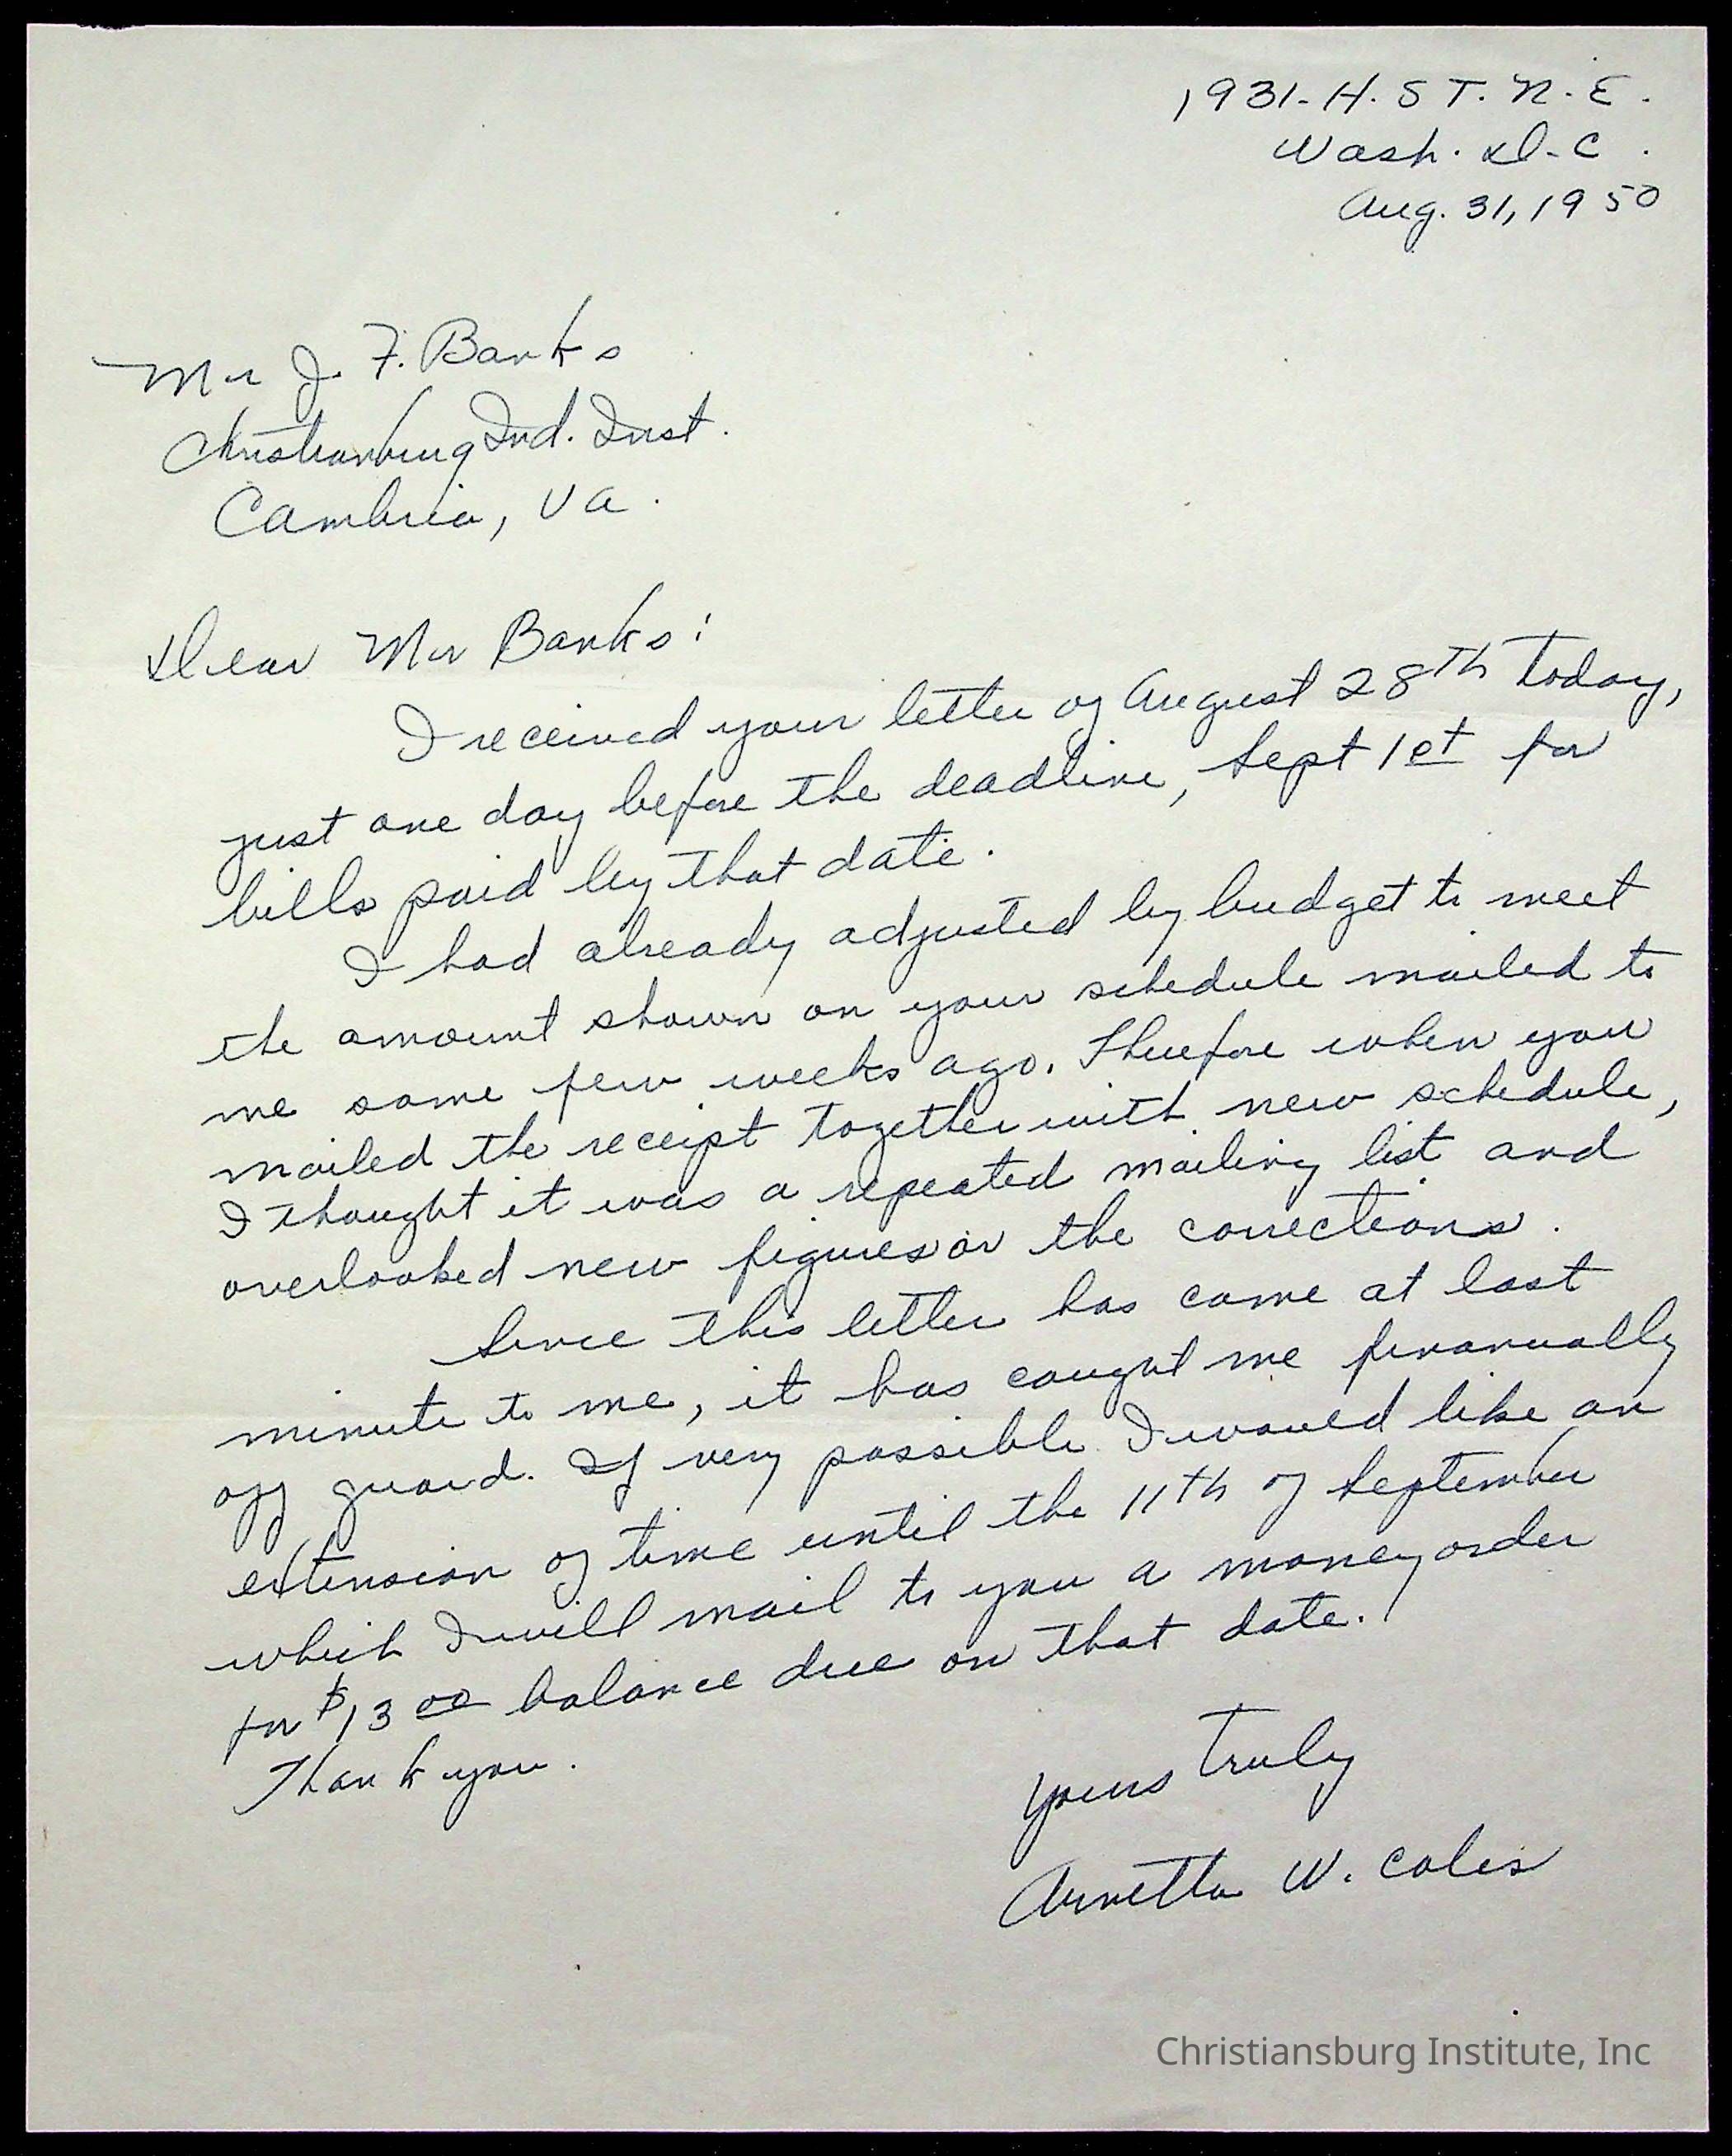 1931-H. ST. N.E.
Wash. D.C.
Aug. 31, 1950
Mr J. F. Banks
Christianburg Ind. Inst.
Cambria, Va.
Dear Mr Banks:
I received your letter of August 28th today,
just one day before the deadline, Sept 1st for
bills paid by that date.
I had already adjusted by budget to meet
the amount shown on your schedule mailed to
me some few weeks ago. Therefore when you
mailed the receipt together with new schedule,
I thought it was a repeated mailing list and
overlooked new figures or the corrections.
Since this letter has come at last
minute to me, it has caught me financially
off guard. If very possible I would like an
extension of time until the 11th of September
which I will mail to you a money order
for $13 00 balance due on that date.
Thank you.
Yours Truly
Arnetta W. Coles
Christiansburg Institute, Inc